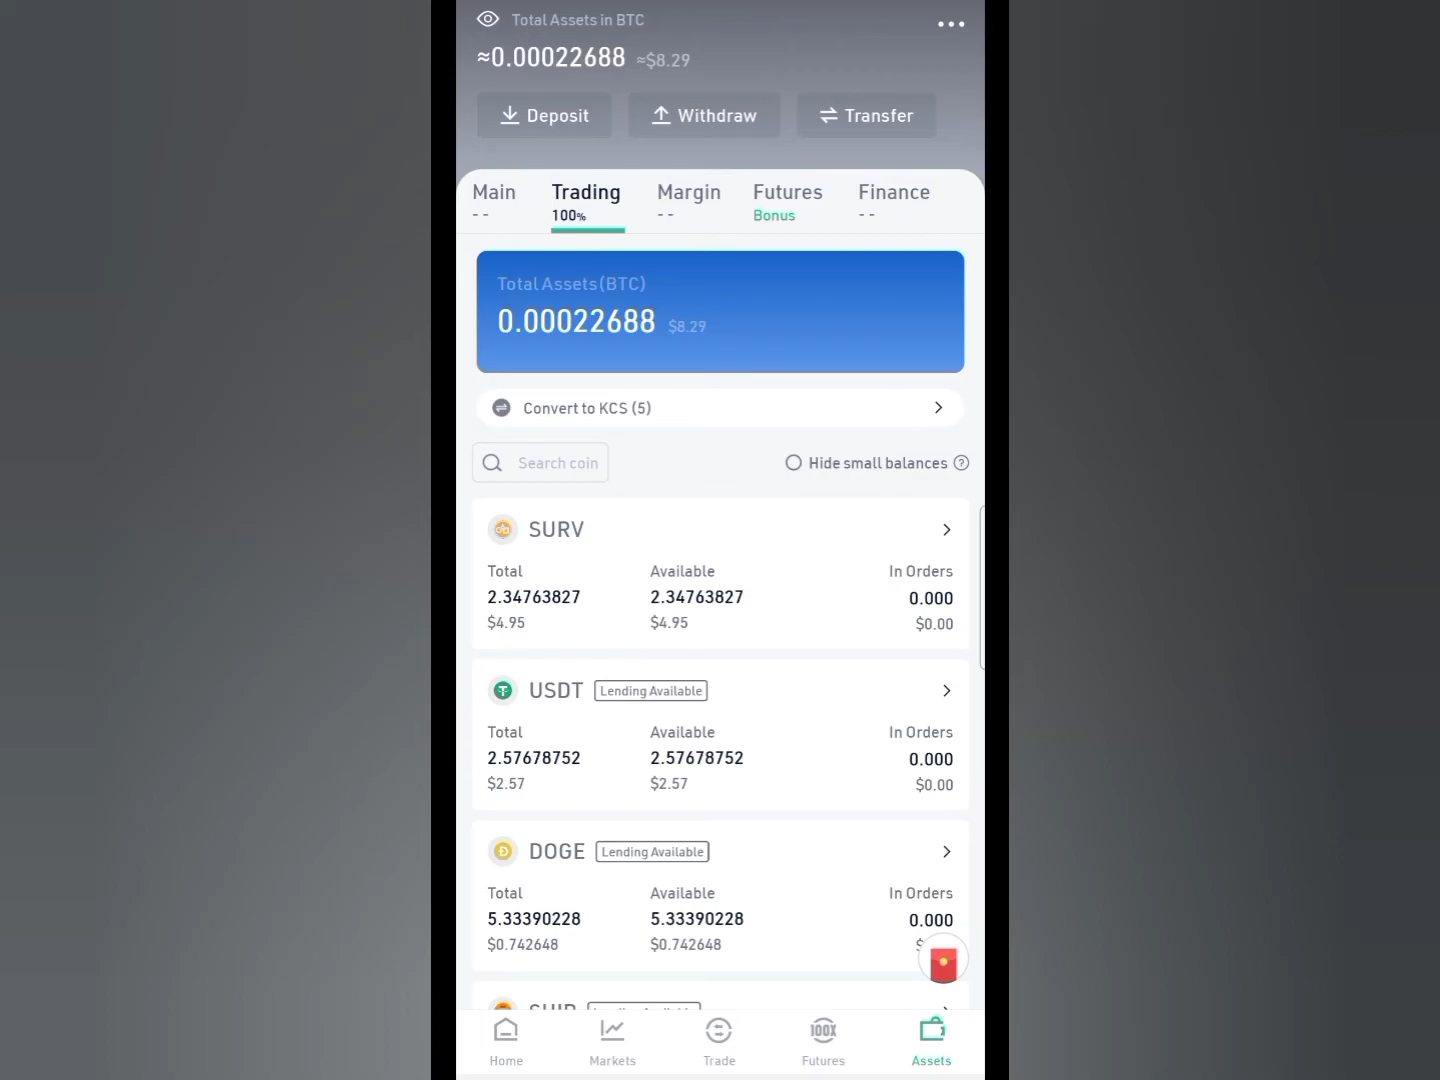 Total Assets in BTC
≈0.00022688 ≈$8.29
Deposit Withdraw Transfer
Main Trading Margin Futures Finance
-- 100% -- Bonus --
Total Assets(BTC)
0.00022688 $8.29
Convert to KCS (5)
Search coin Hide small balances
SURV
Total Available In Orders
2.34763827 2.34763827 0.000
$4.95 $4.95 $0.00
USDT Lending Available
Total Available In Orders
2.57678752 2.57678752 0.000
$2.57 $2.57 $0.00
DOGE Lending Available
Total Available In Orders
5.33390228 5.33390228 0.000
$0.742648 $0.742648
100X
Home Markets Trade Futures Assets